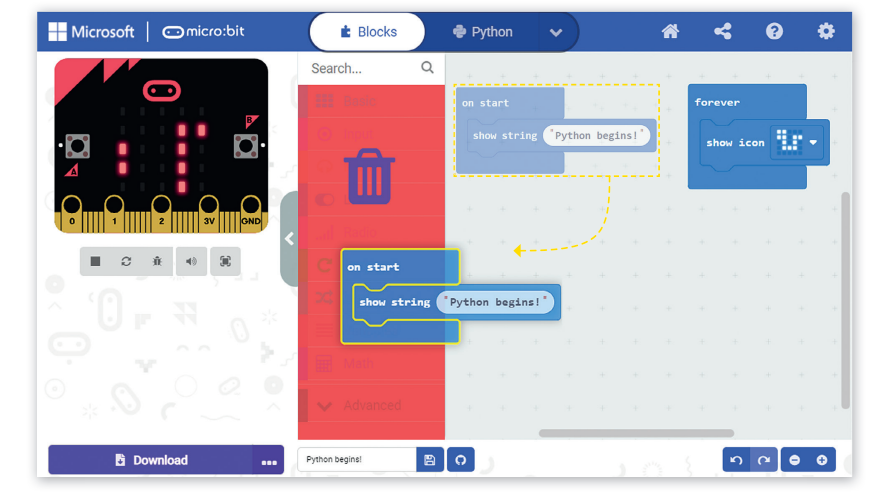 Microsoft micro:bit Blocks Python
Search...
B
A
0 1 2 3V GND
on start
show string "Python begins!"
forever
show icon
on start
show string "Python begins!"
Math
Advanced
Download
Python begins!